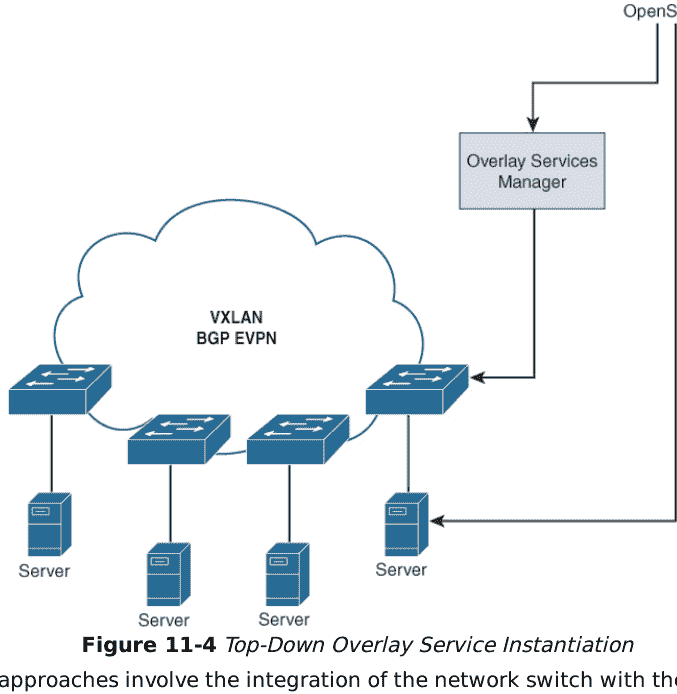 OpenS
Overlay Services
Manager
VXLAN
BGP EVPN
Server
Server
Server
Server
Figure 11-4 Top-Down Overlay Service Instantiation
approaches involve the integration of the network switch with the